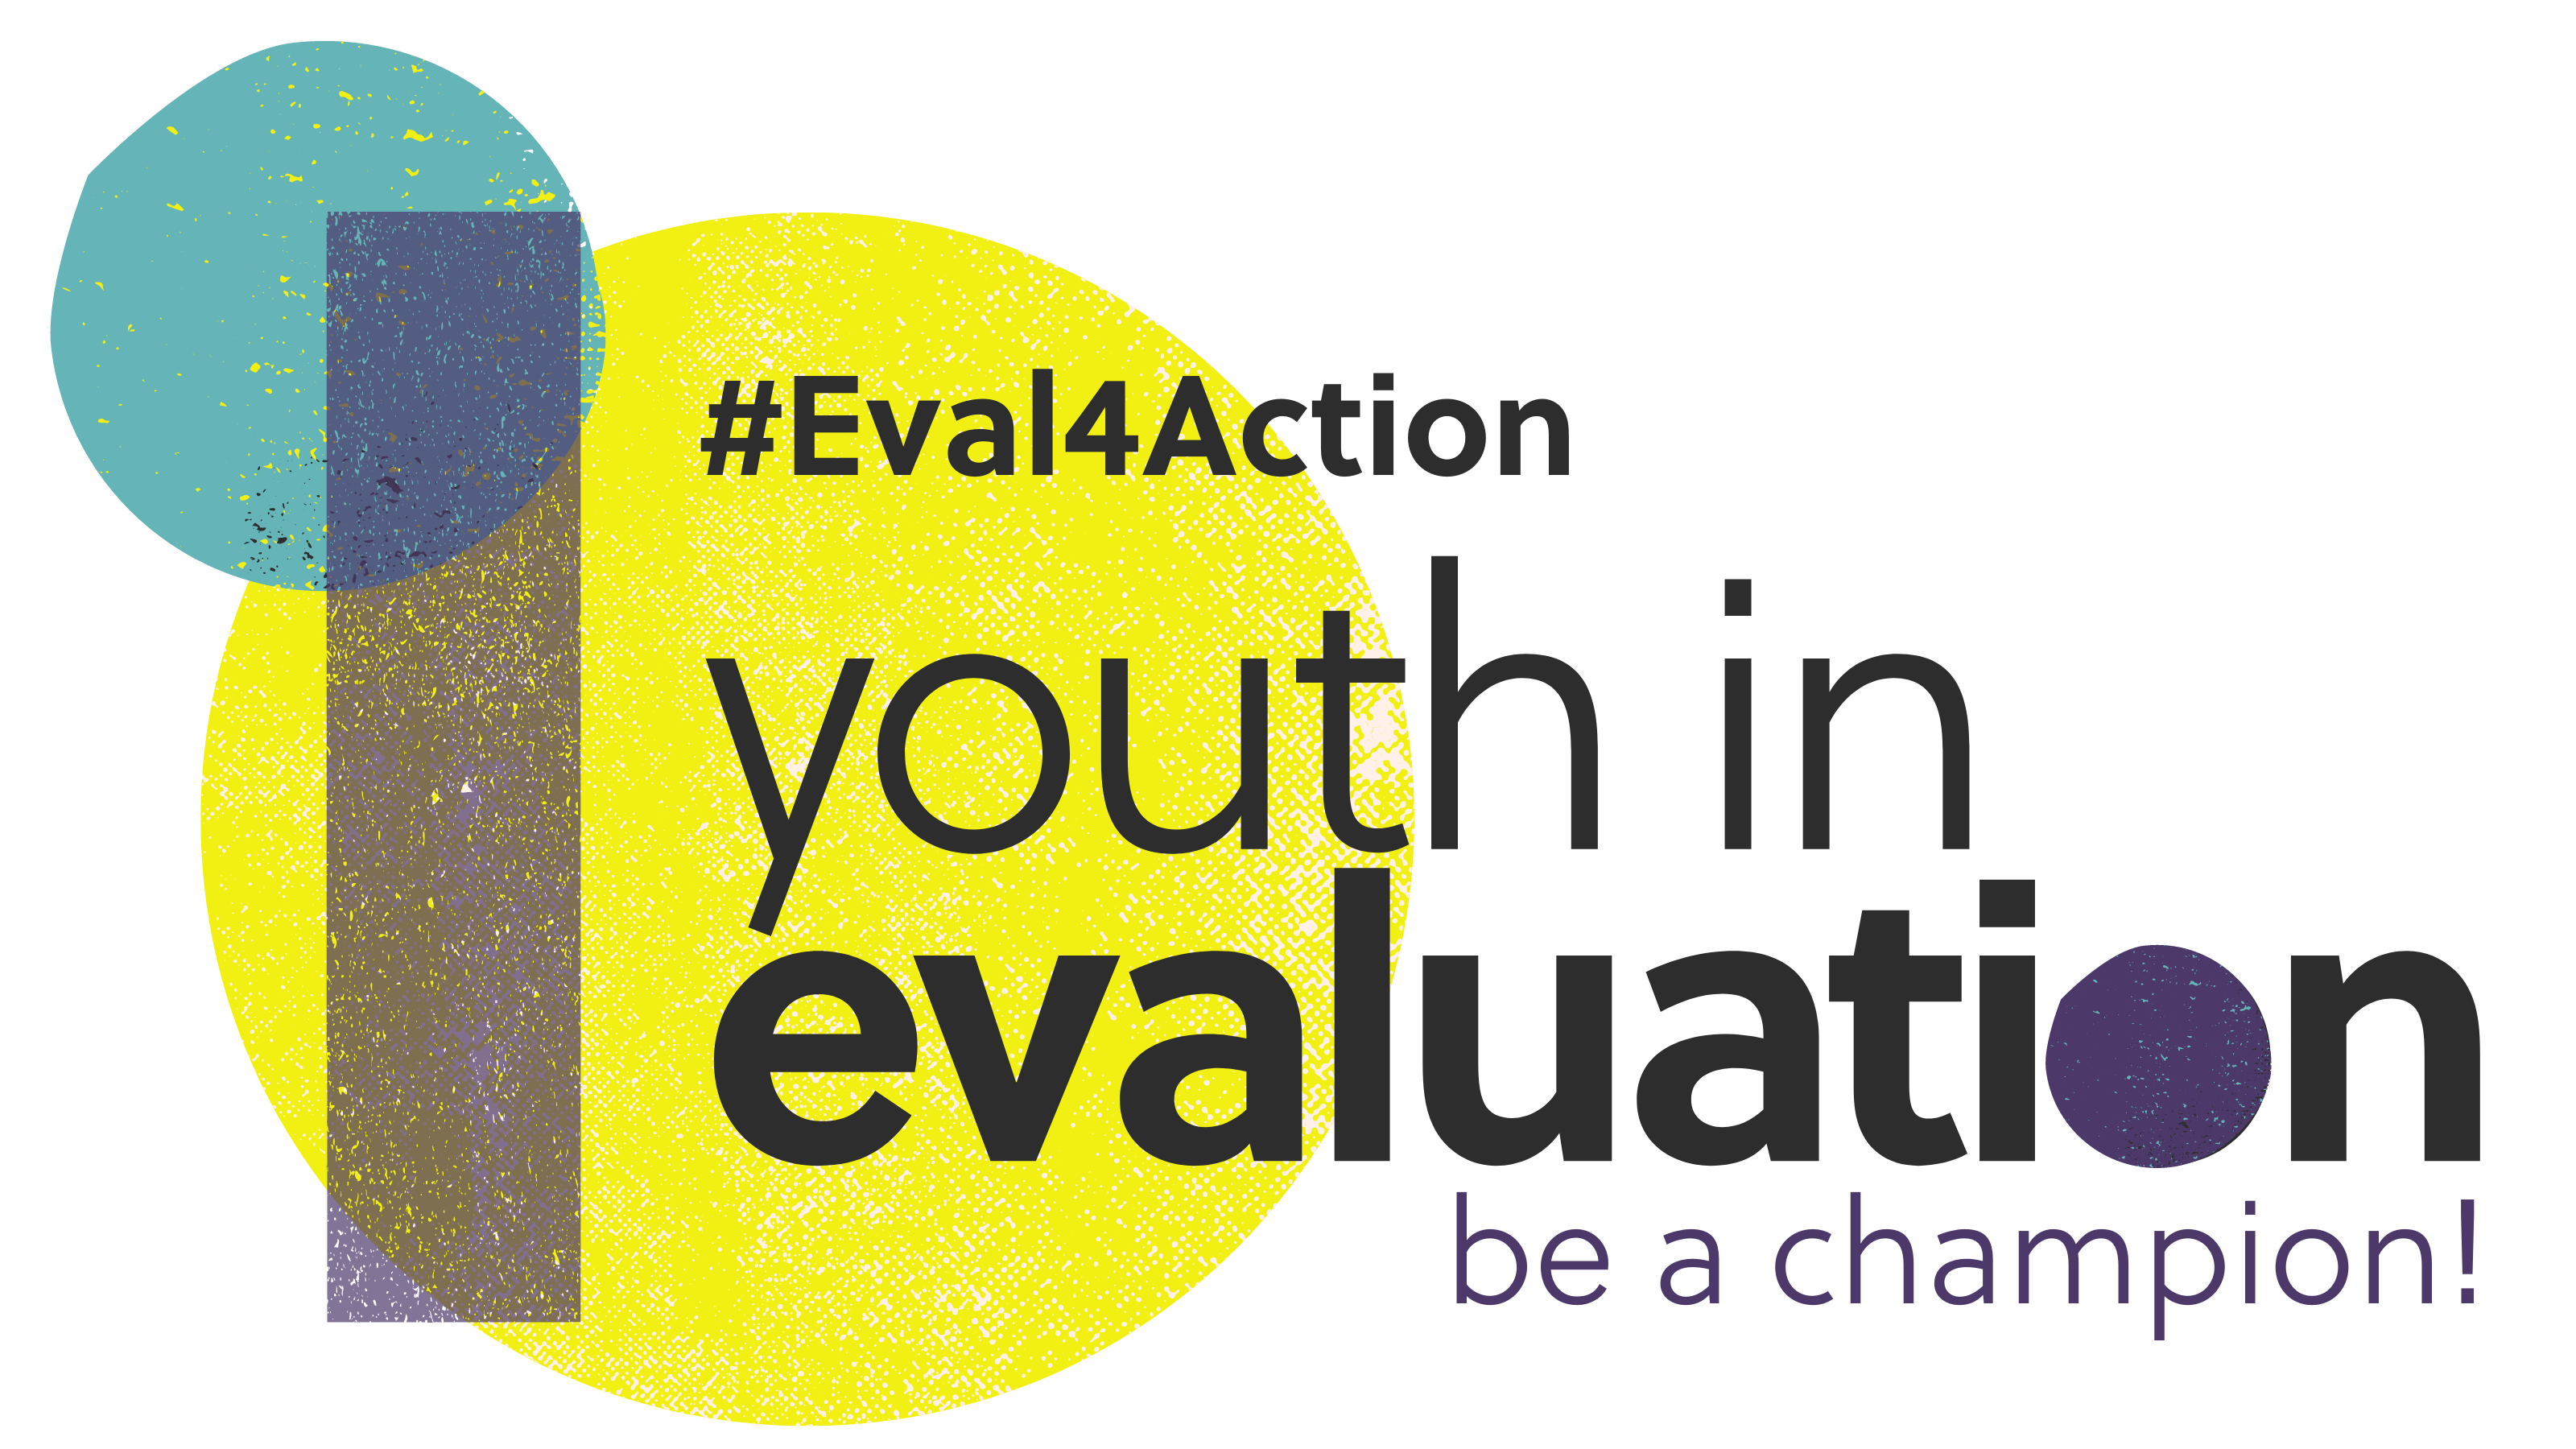 #Eval4Action
youth in
evaluation
be a champion!